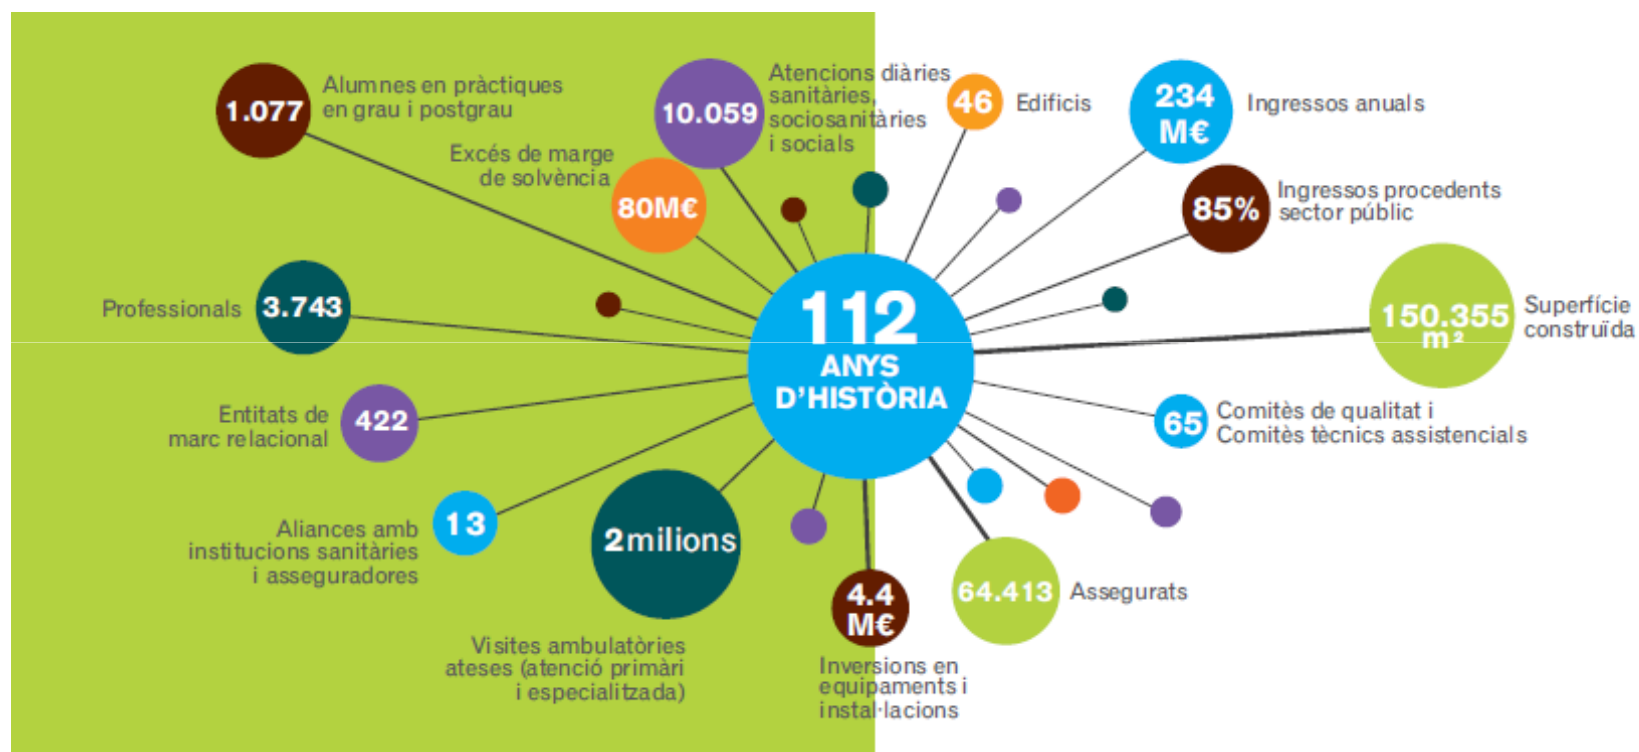 1.077
Alumnes en pràctiques
en grau i postgrau
10.059
Atencions diàries
sanitàries,
sociosanitàries
i socials
46
Edificis
234
M€
Ingressos anuals
Excés de marge
de solvència
80M€
85%
Ingressos procedents
sector públic
Professionals
3.743
112
ANYS
D'HISTÒRIA
150.355
m²
Superfície
construïda
Entitats de
marc relacional
422
65
Comitès de qualitat i
Comitès tècnics assistencials
Aliances amb
institucions sanitàries
i asseguradores
13
2milions
Visites ambulatòries
ateses (atenció primàri
i especialitzada)
4.4
M€
Inversions en
equipaments i
instal·lacions
64.413
Assegurats